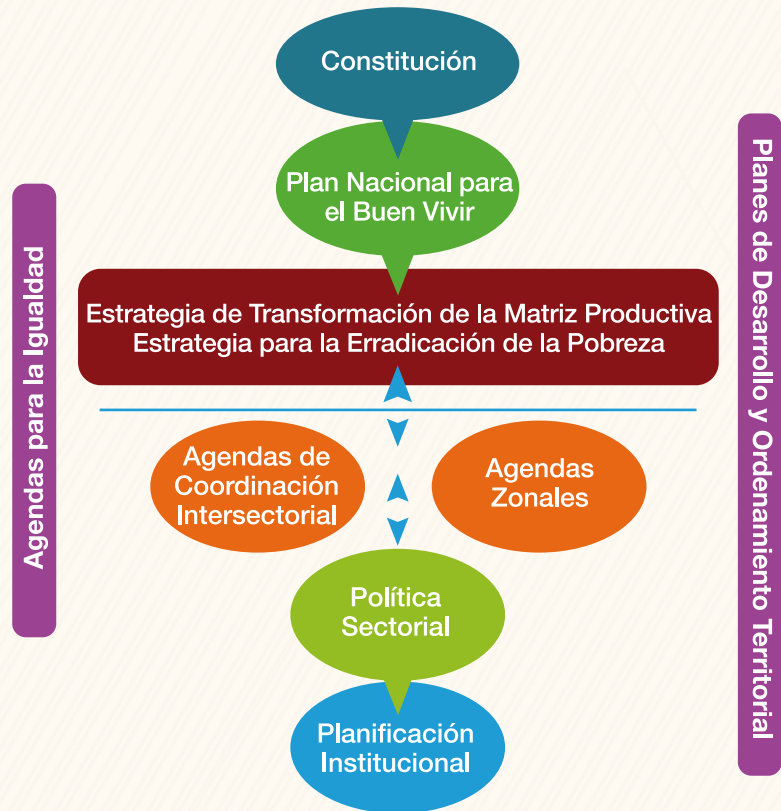 Constitución
Plan Nacional para
el Buen Vivir
Estrategia de Transformación de la Matriz Productiva
Estrategia para la Erradicación de la Pobreza
Agendas de
Coordinación
Intersectorial
Agendas
Zonales
Política
Sectorial
Planificación
Institucional
Agendas para la Igualdad
Planes de Desarrollo y Ordenamiento Territorial